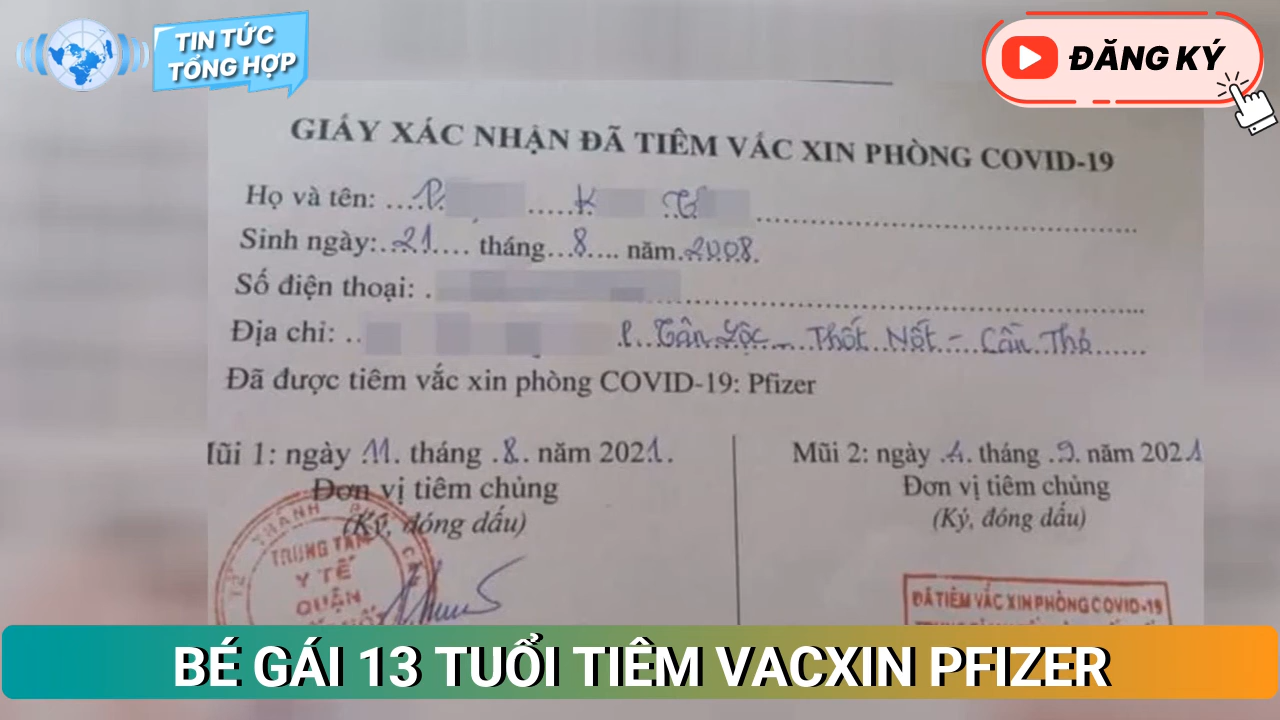 TIN TỨC
TỔNG HỢP
ĐĂNG KÝ
GIẤY XÁC NHẬN ĐÃ TIÊM VẮC XIN PHÒNG COVID-19
Họ và tên: ....P ..... K T ...............
Sinh ngày:..21.... tháng...8.... năm.2008.
Số điện thoại: . ...............
Địa chỉ: .. P. Tân Lộc - Thốt Nốt - Cần Thơ ......
Đã được tiêm vắc xin phòng COVID-19: Pfizer
Mũi 1: ngày .11. tháng .8. năm 2021.
Đơn vị tiêm chủng
(Ký, đóng dấu)
Mũi 2: ngày .4. tháng .9. năm 2021
Đơn vị tiêm chủng
(Ký, đóng dấu)
TRUNG TÂM
Y TẾ
QUẬN
ĐÃ TIÊM VẮC XIN PHÒNG COVID-19
BÉ GÁI 13 TUỔI TIÊM VACXIN PFIZER